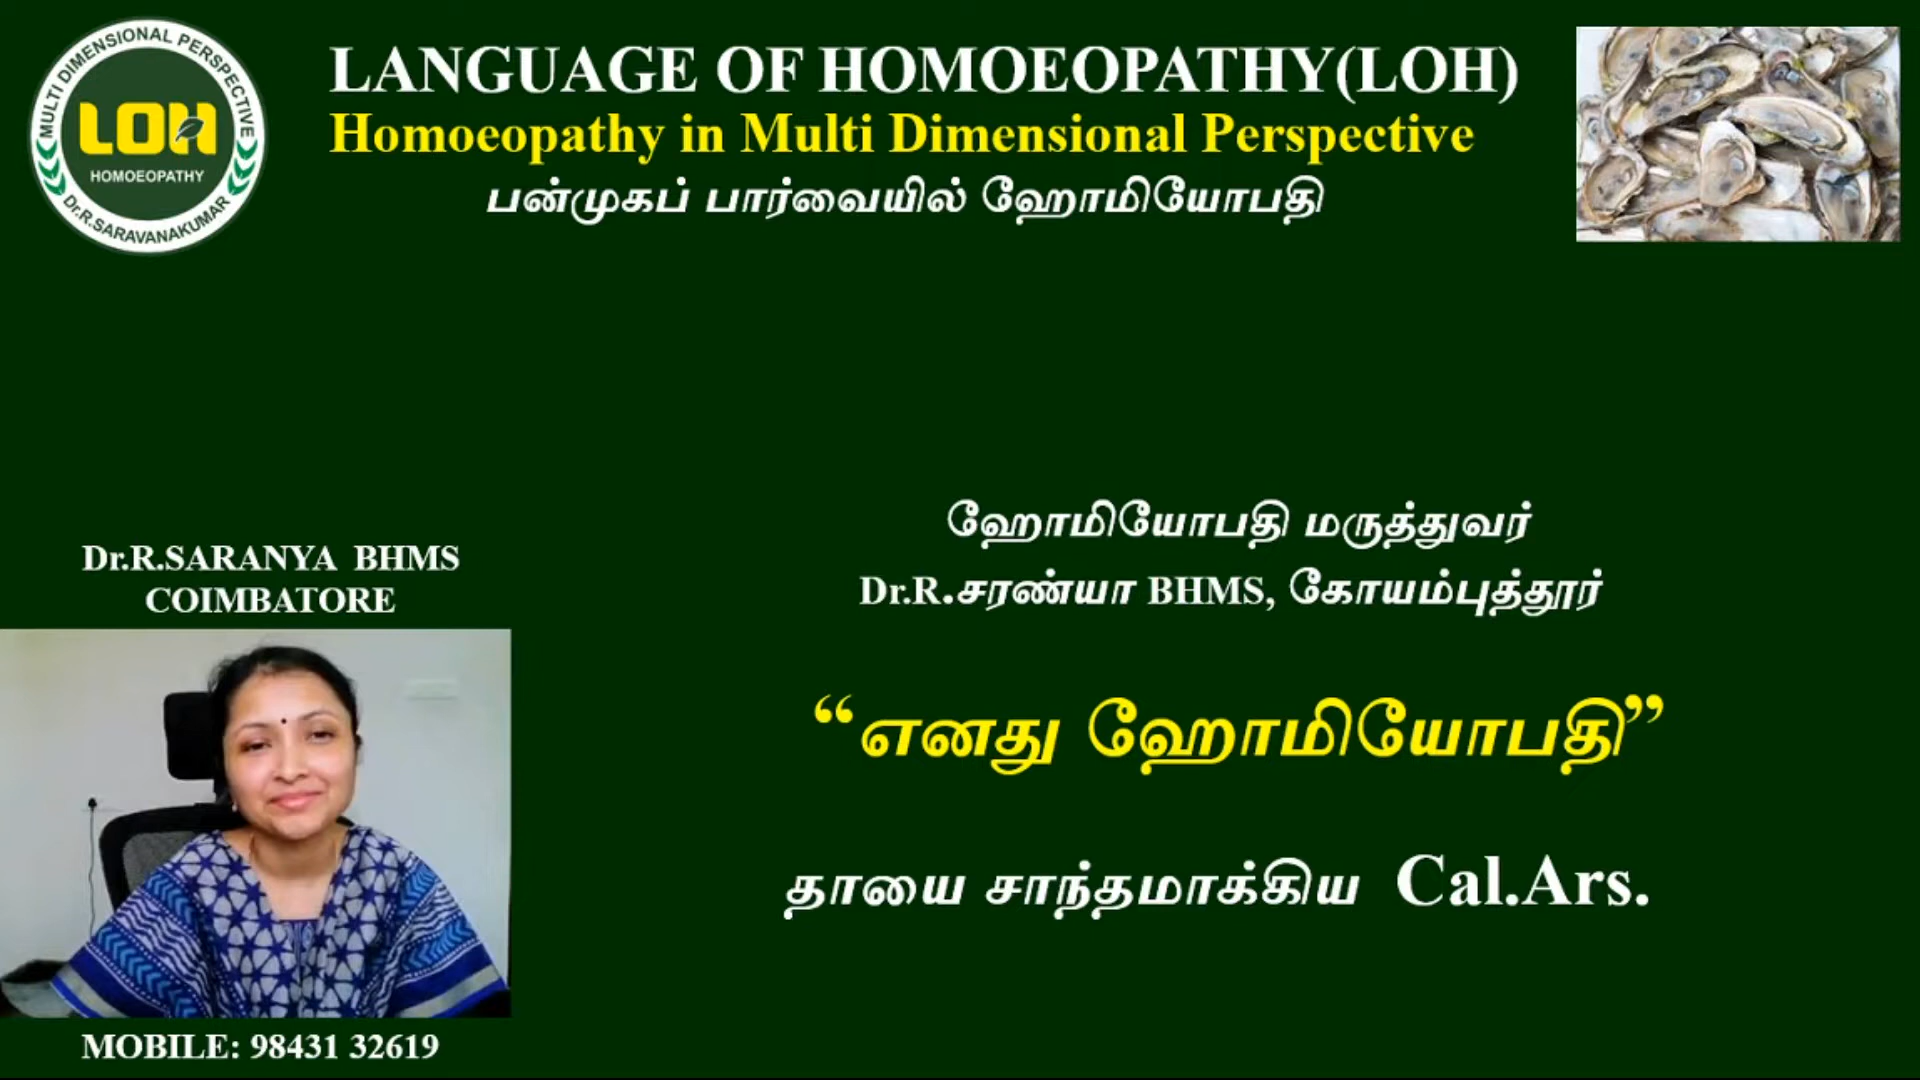 MULTI DIMENSIONAL PERSPECTIVE
LOH
HOMOEOPATHY
Dr.R.SARAVANAKUMAR
LANGUAGE OF HOMOEOPATHY(LOH)
Homoeopathy in Multi Dimensional Perspective
பன்முகப் பார்வையில் ஹோமியோபதி
ஹோமியோபதி மருத்துவர்
Dr.R.சரண்யா BHMS, கோயம்புத்தூர்
“எனது ஹோமியோபதி”
தாயை சாந்தமாக்கிய Cal.Ars.
Dr.R.SARANYA BHMS
COIMBATORE
MOBILE: 98431 32619